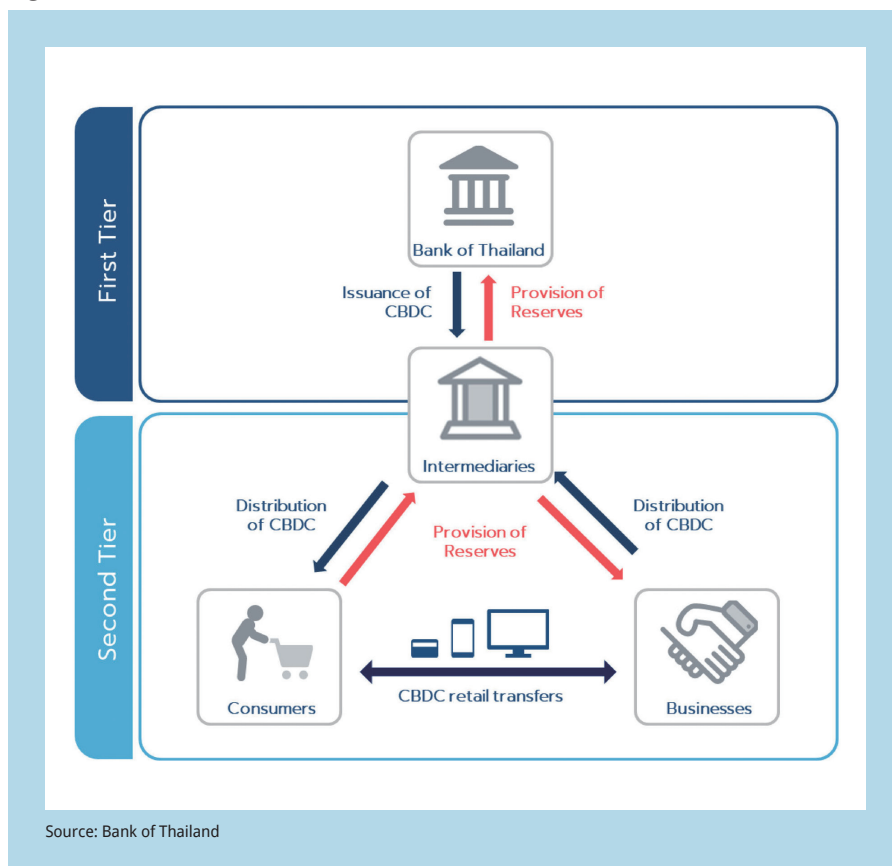 First Tier
Bank of Thailand
Issuance of
CBDC
Provision of
Reserves
Second Tier
Intermediaries
Distribution
of CBDC
Provision of
Reserves
Distribution
of CBDC
Consumers
CBDC retail transfers
Businesses
Source: Bank of Thailand